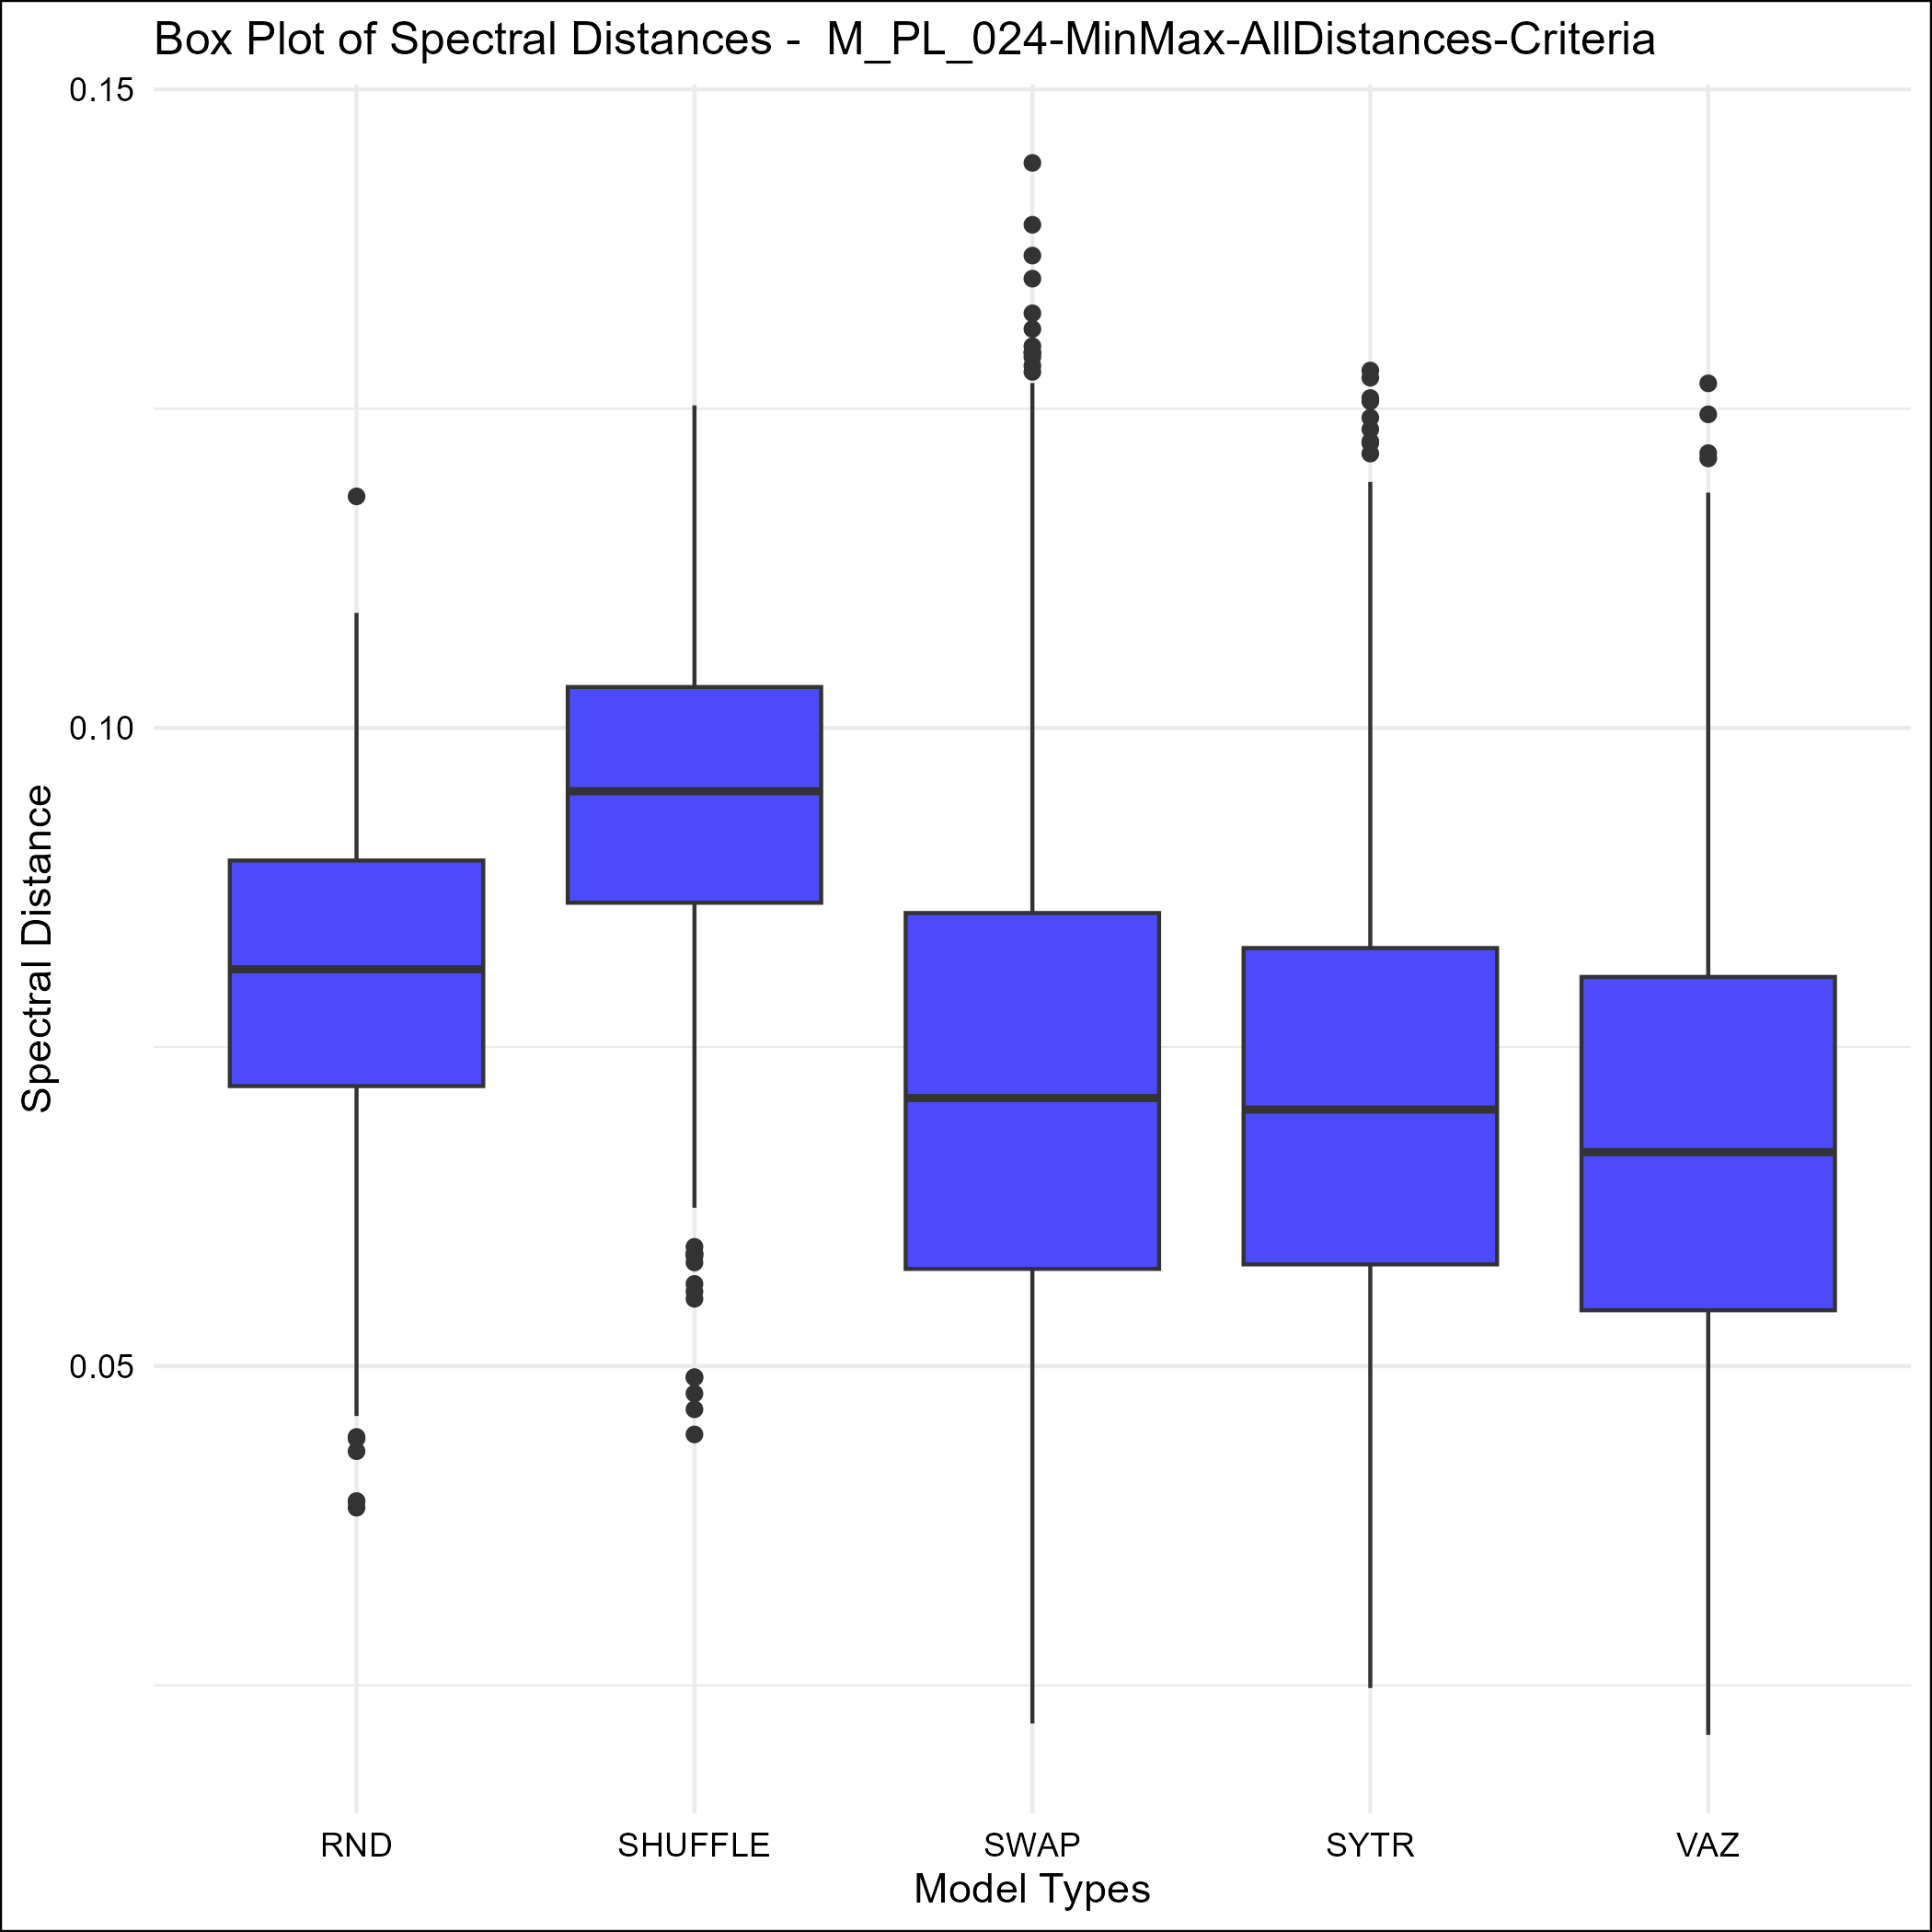 Box Plot of Spectral Distances -  M_PL_024-MinMax-AllDistances-Criteria
0.15
0.10
0.05
Spectral Distance
RND SHUFFLE SWAP SYTR VAZ
Model Types